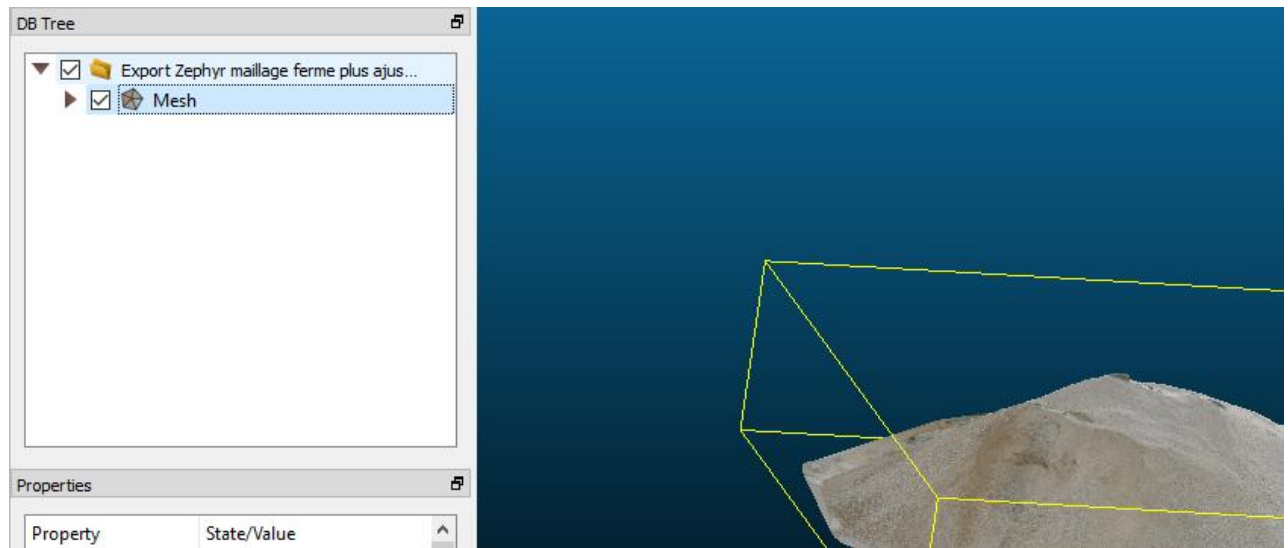 DB Tree
Export Zephyr maillage ferme plus ajus...
Mesh
Properties
Property State/Value